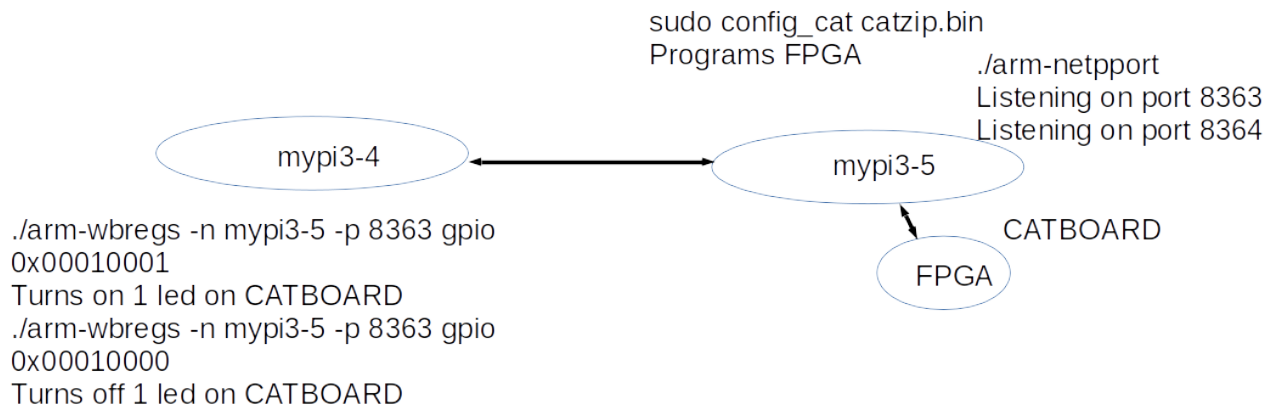 sudo config_cat catzip.bin
Programs FPGA
./arm-netpport
Listening on port 8363
Listening on port 8364
mypi3-4
mypi3-5
./arm-wbregs -n mypi3-5 -p 8363 gpio
0x00010001
Turns on 1 led on CATBOARD
./arm-wbregs -n mypi3-5 -p 8363 gpio
0x00010000
Turns off 1 led on CATBOARD
CATBOARD
FPGA